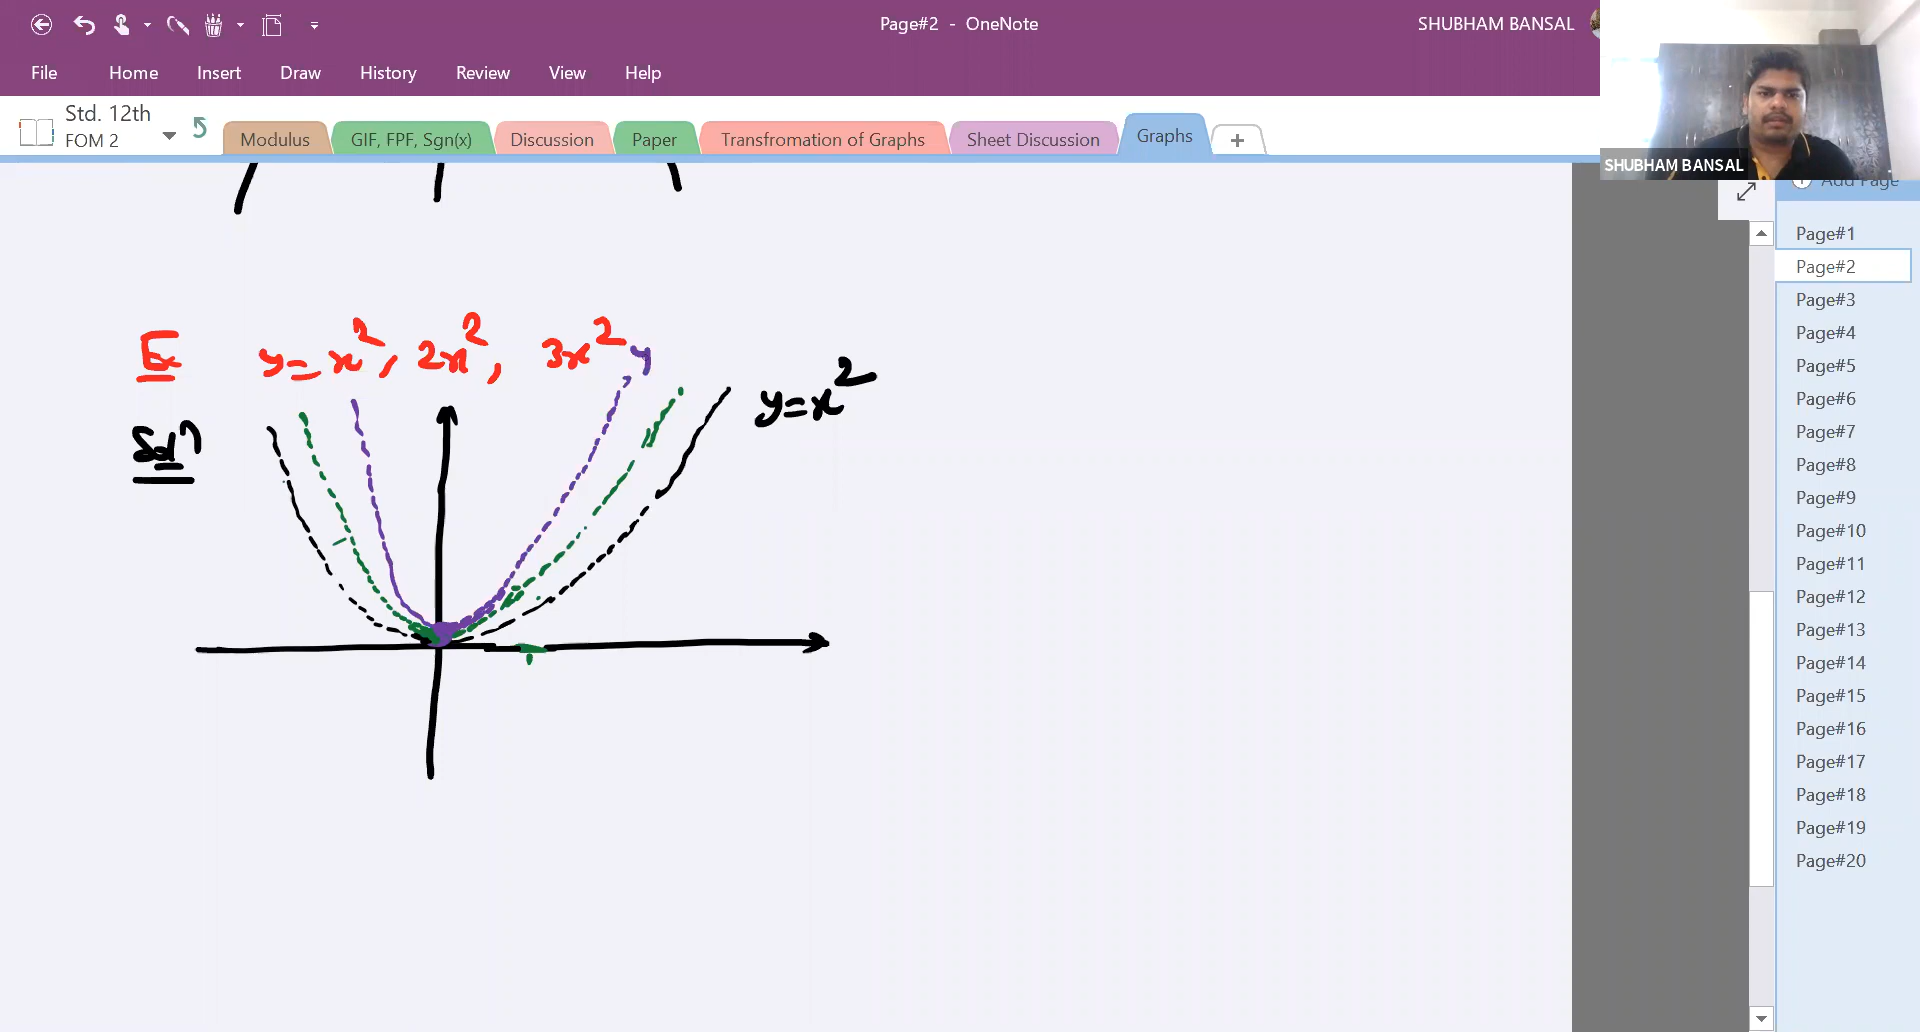 Page#2 - OneNote
SHUBHAM BANSAL
File Home Insert Draw History Review View Help
Std. 12th
FOM 2
Modulus GIF, FPF, Sgn(x) Discussion Paper Transfromation of Graphs Sheet Discussion Graphs +
SHUBHAM BANSAL
Add Page
Page#1
Page#2
Page#3
Page#4
Page#5
Page#6
Page#7
Page#8
Page#9
Page#10
Page#11
Page#12
Page#13
Page#14
Page#15
Page#16
Page#17
Page#18
Page#19
Page#20
Ex y=x², 2x², 3x² y
y=x²
Solⁿ